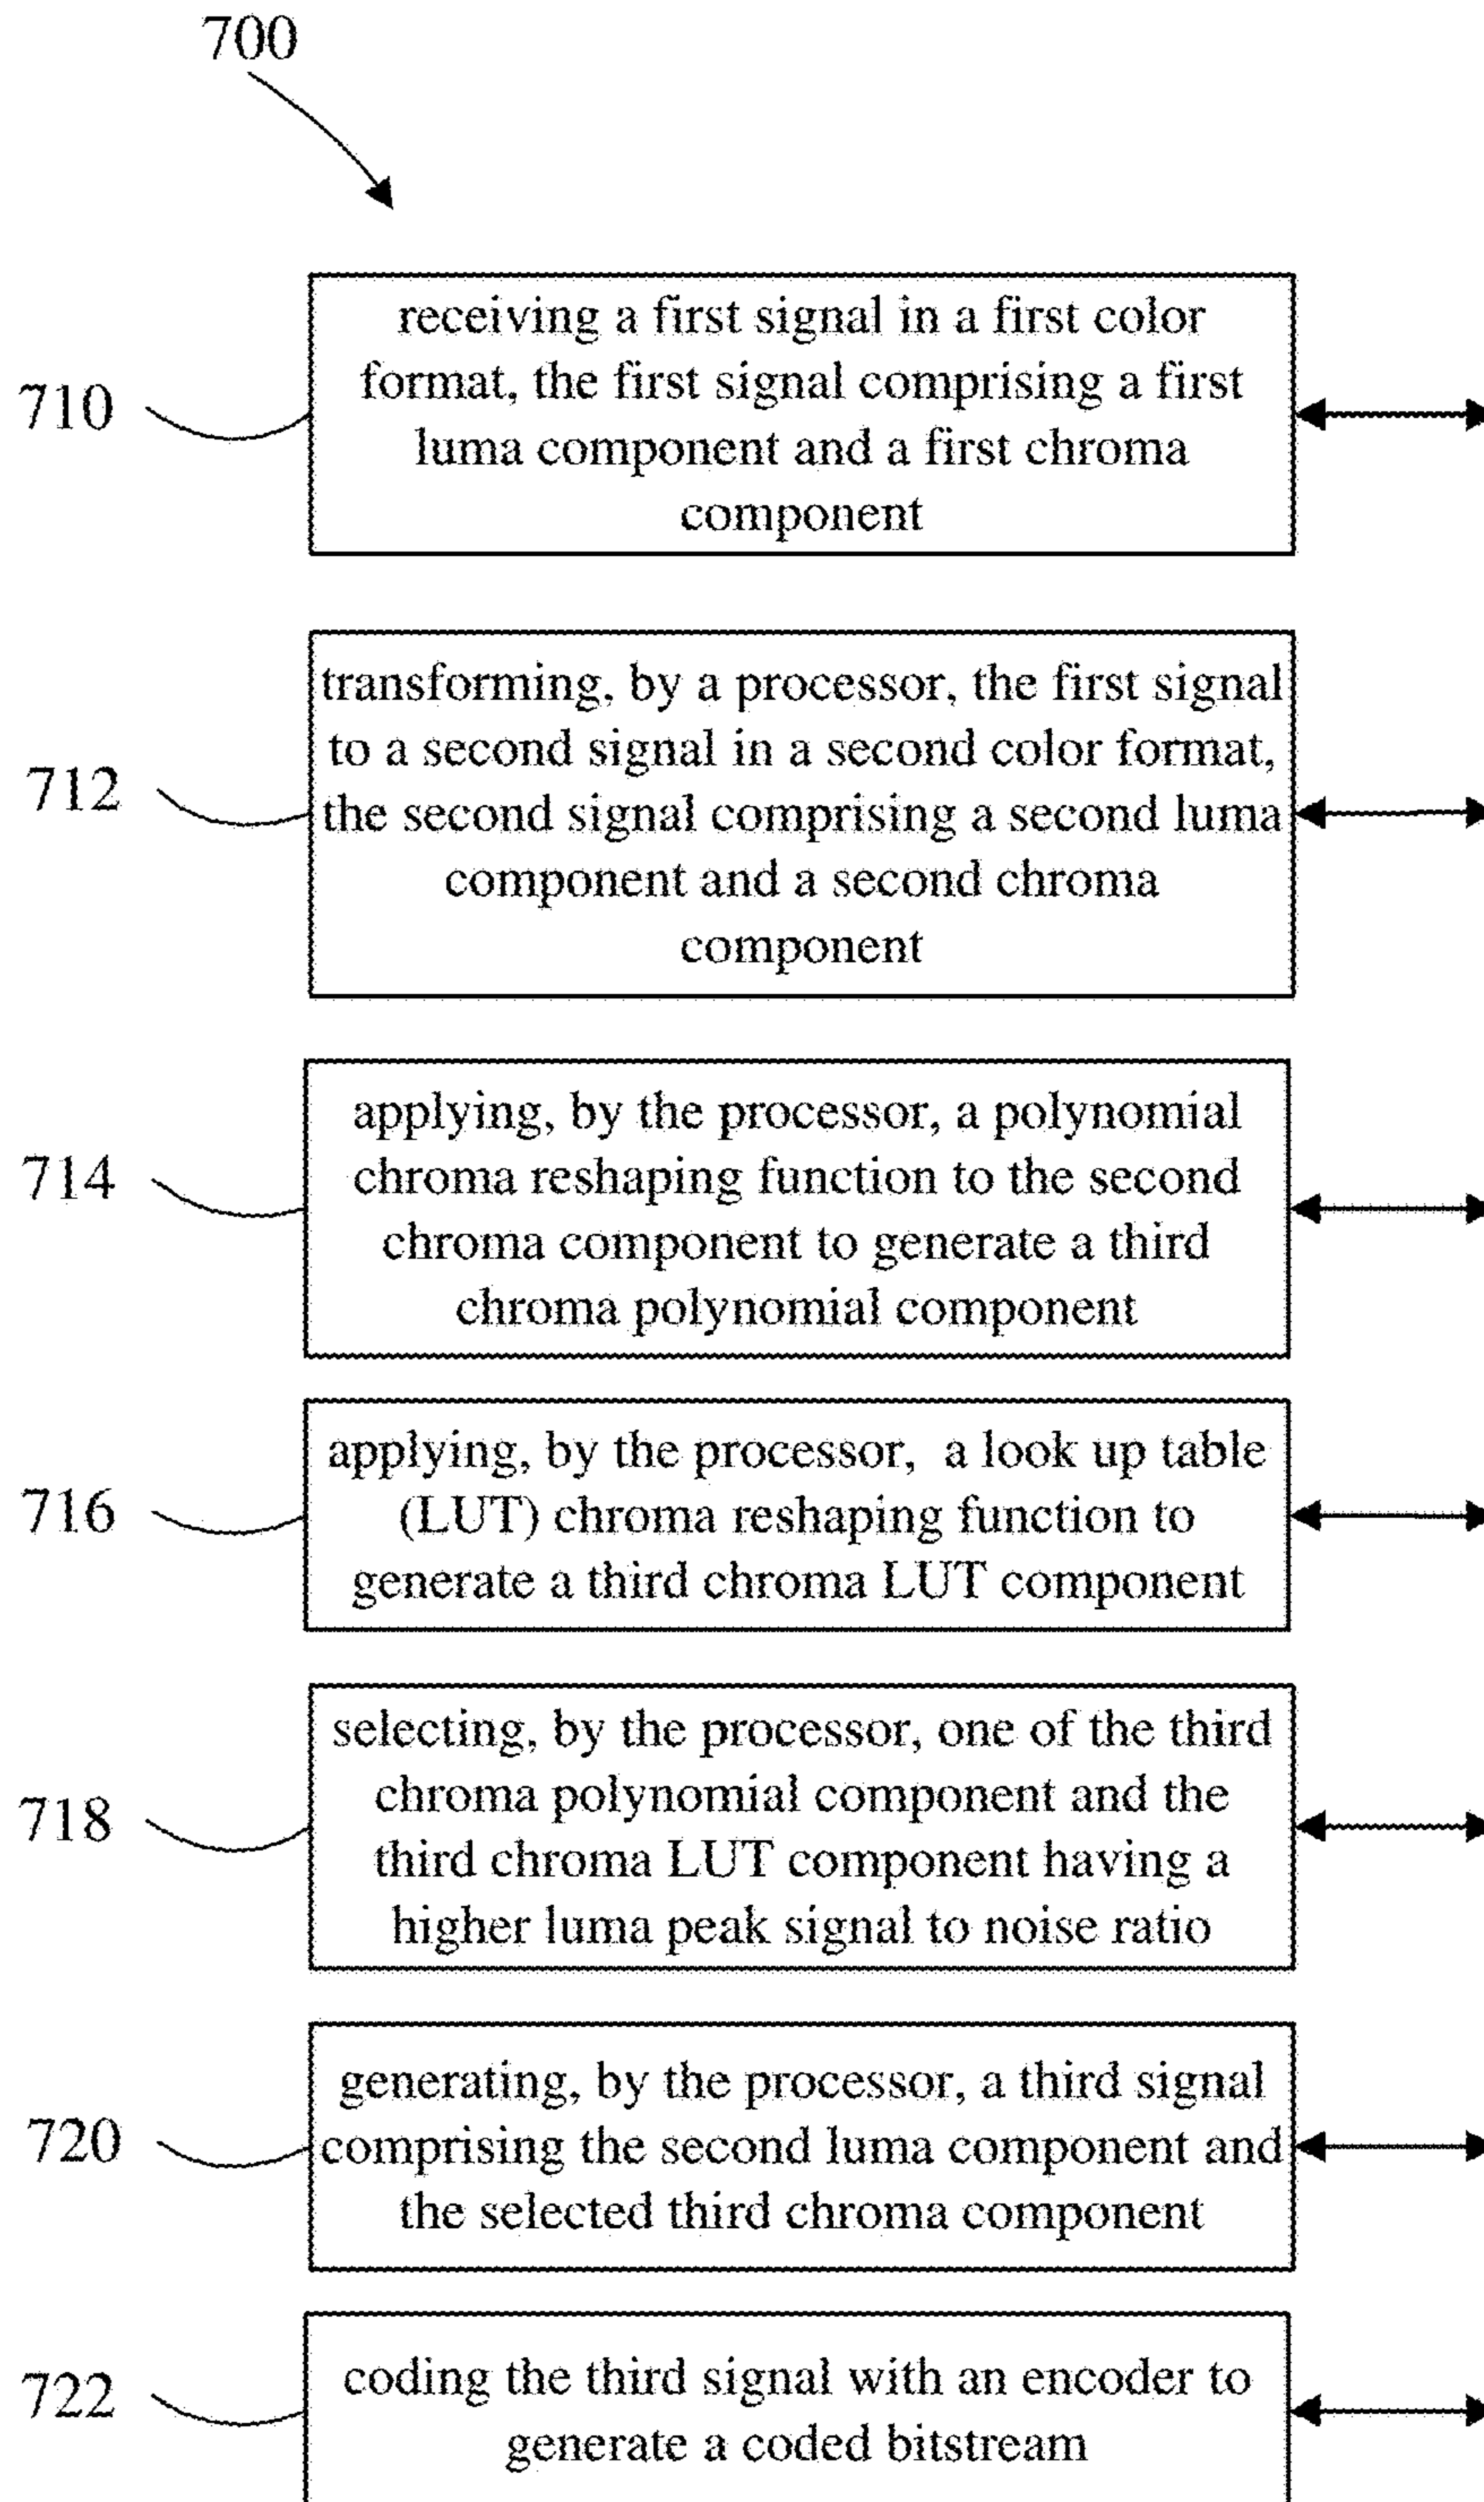 700
710
receiving a first signal in a first color
format, the first signal comprising a first
luma component and a first chroma
component
712
transforming, by a processor, the first signal
to a second signal in a second color format,
the second signal comprising a second luma
component and a second chroma
component
714
applying, by the processor, a polynomial
chroma reshaping function to the second
chroma component to generate a third
chroma polynomial component
716
applying, by the processor, a look up table
(LUT) chroma reshaping function to
generate a third chroma LUT component
718
selecting, by the processor, one of the third
chroma polynomial component and the
third chroma LUT component having a
higher luma peak signal to noise ratio
720
generating, by the processor, a third signal
comprising the second luma component and
the selected third chroma component
722
coding the third signal with an encoder to
generate a coded bitstream